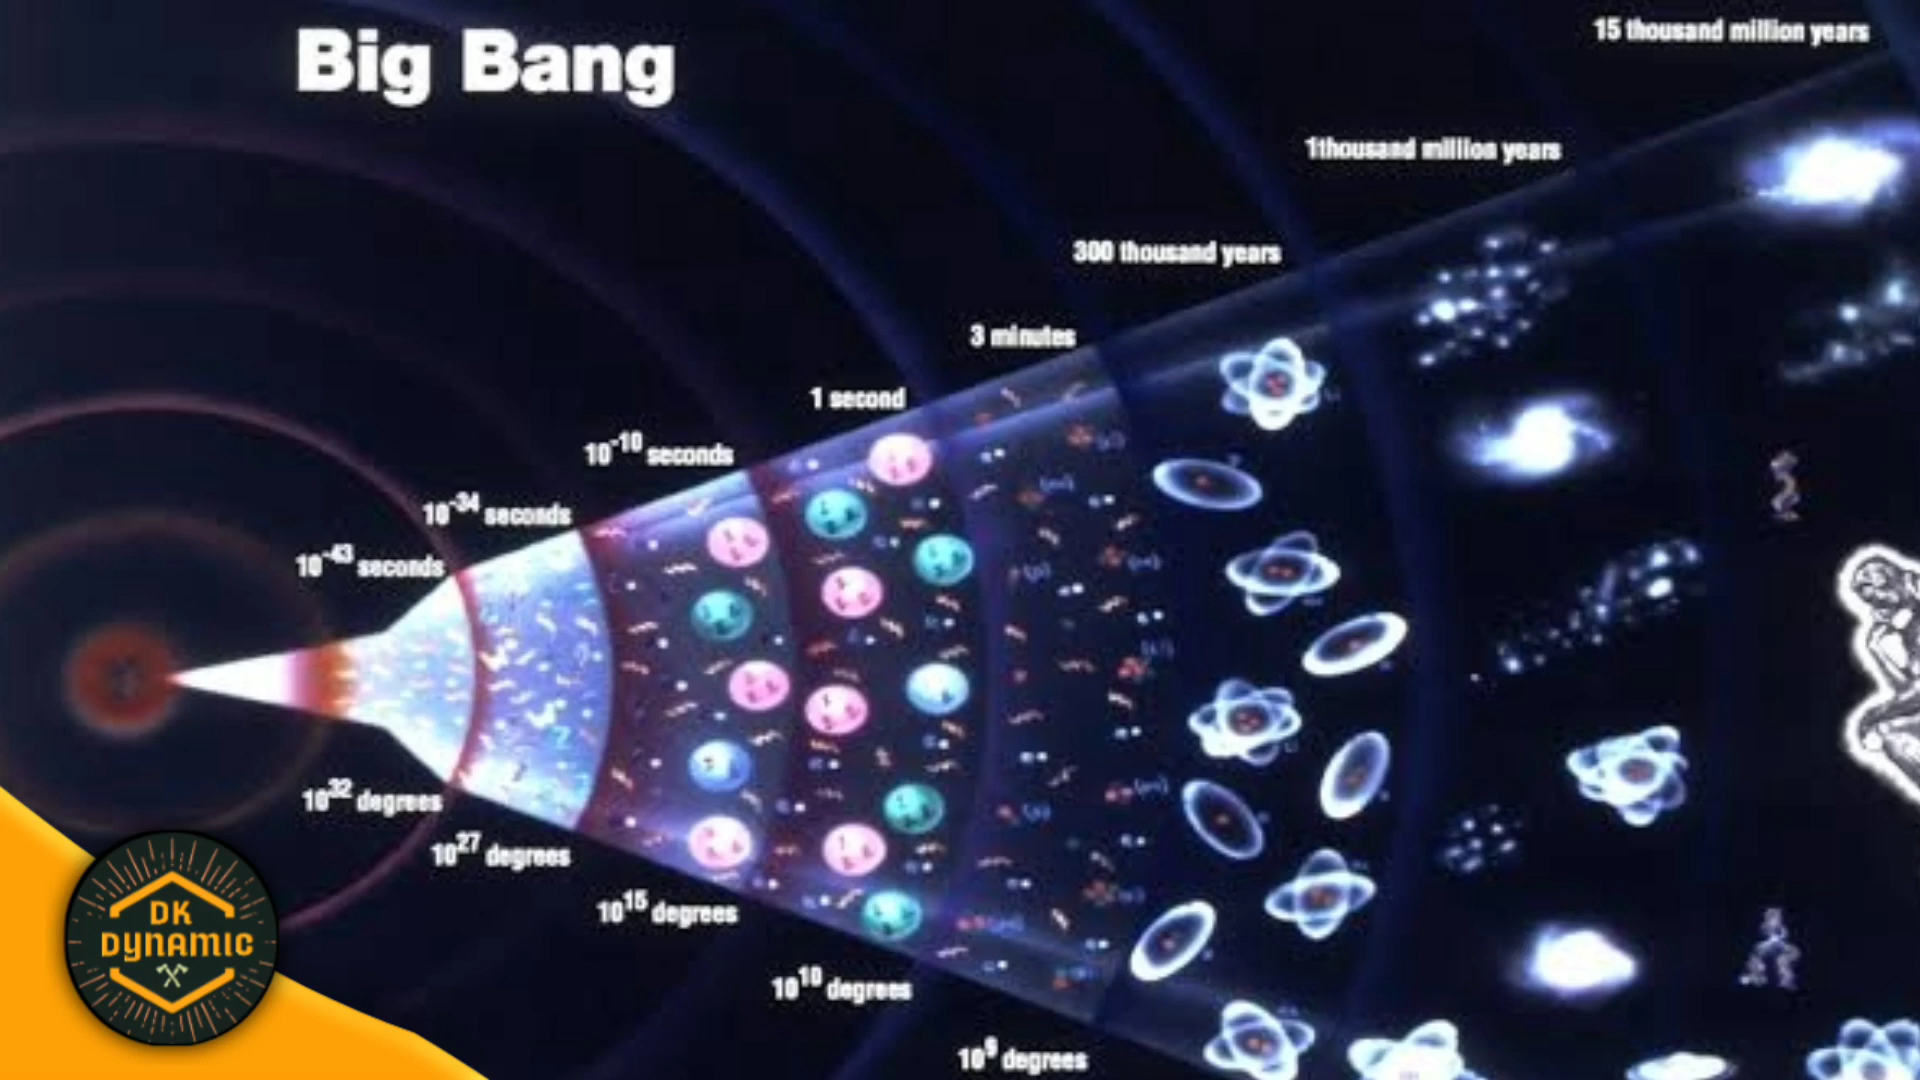 Big Bang
15 thousand million years
1thousand million years
300 thousand years
3 minutes
1 second
10⁻¹⁰ seconds
10⁻³⁴ seconds
10⁻⁴³ seconds
10³² degrees
10²⁷ degrees
10¹⁵ degrees
10¹⁰ degrees
10⁹ degrees
DK
DYNAMIC